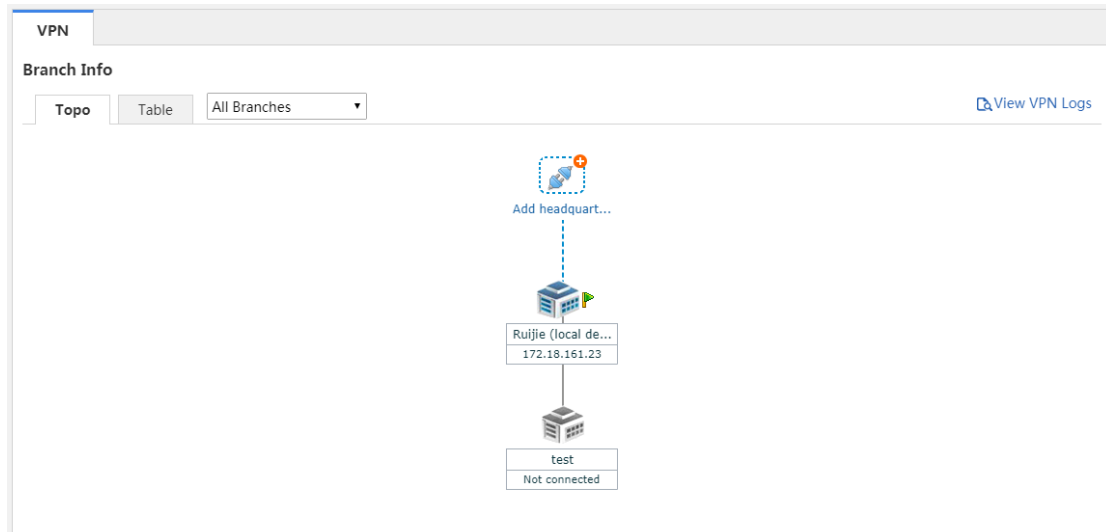 VPN
Branch Info
Topo
Table
All Branches
View VPN Logs
Add headquart...
Ruijie (local de...
172.18.161.23
test
Not connected